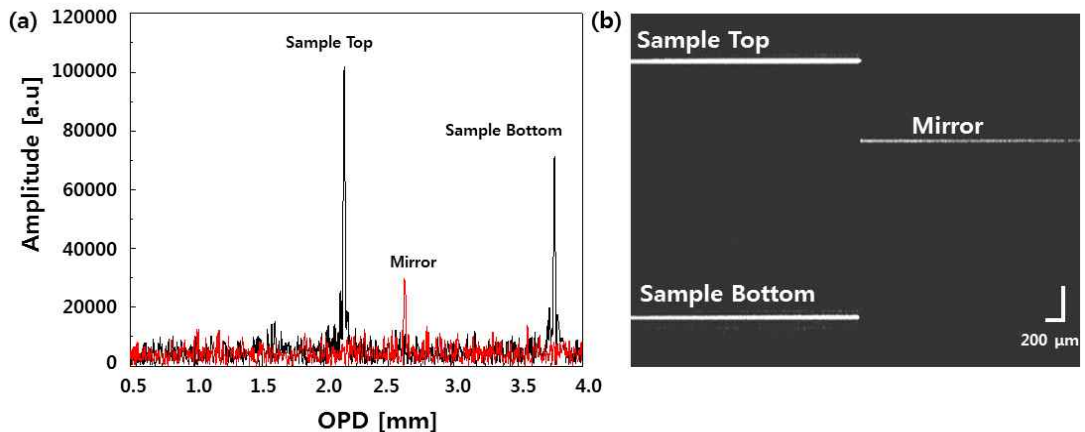 (a)
120000
100000
80000
60000
40000
20000
0
Amplitude [a.u]
Sample Top
Sample Bottom
Mirror
0.5 1.0 1.5 2.0 2.5 3.0 3.5 4.0
OPD [mm]
(b)
Sample Top
Mirror
Sample Bottom
200 μm